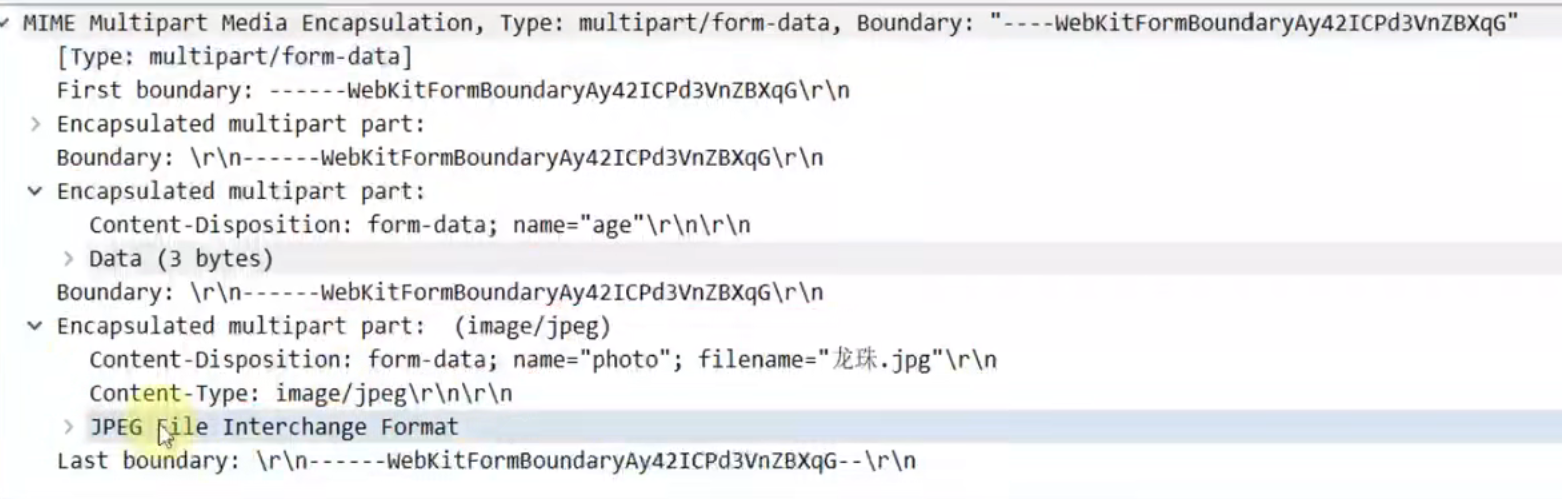 MIME Multipart Media Encapsulation, Type: multipart/form-data, Boundary: "----WebKitFormBoundaryAy42ICPd3VnZBXqG"
[Type: multipart/form-data]
First boundary: ------WebKitFormBoundaryAy42ICPd3VnZBXqG\r\n
Encapsulated multipart part:
Boundary: \r\n------WebKitFormBoundaryAy42ICPd3VnZBXqG\r\n
Encapsulated multipart part:
Content-Disposition: form-data; name="age"\r\n\r\n
Data (3 bytes)
Boundary: \r\n------WebKitFormBoundaryAy42ICPd3VnZBXqG\r\n
Encapsulated multipart part:  (image/jpeg)
Content-Disposition: form-data; name="photo"; filename="龙珠.jpg"\r\n
Content-Type: image/jpeg\r\n\r\n
JPEG File Interchange Format
Last boundary: \r\n------WebKitFormBoundaryAy42ICPd3VnZBXqG--\r\n